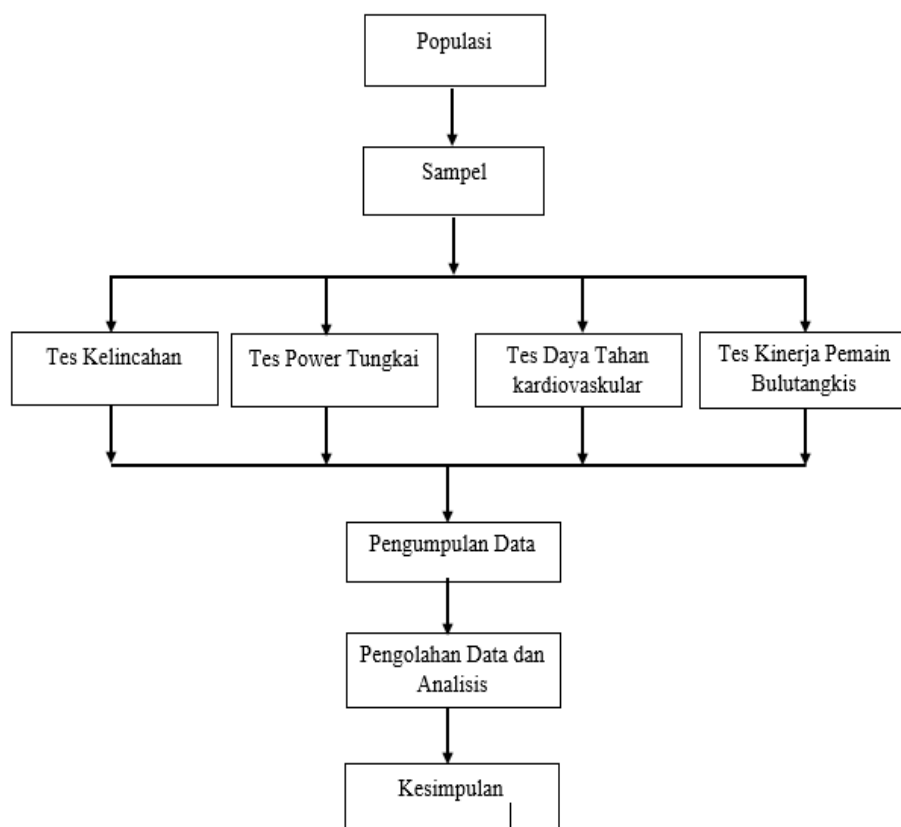 Populasi
Sampel
Tes Kelincahan
Tes Power Tungkai
Tes Daya Tahan
kardiovaskular
Tes Kinerja Pemain
Bulutangkis
Pengumpulan Data
Pengolahan Data dan
Analisis
Kesimpulan